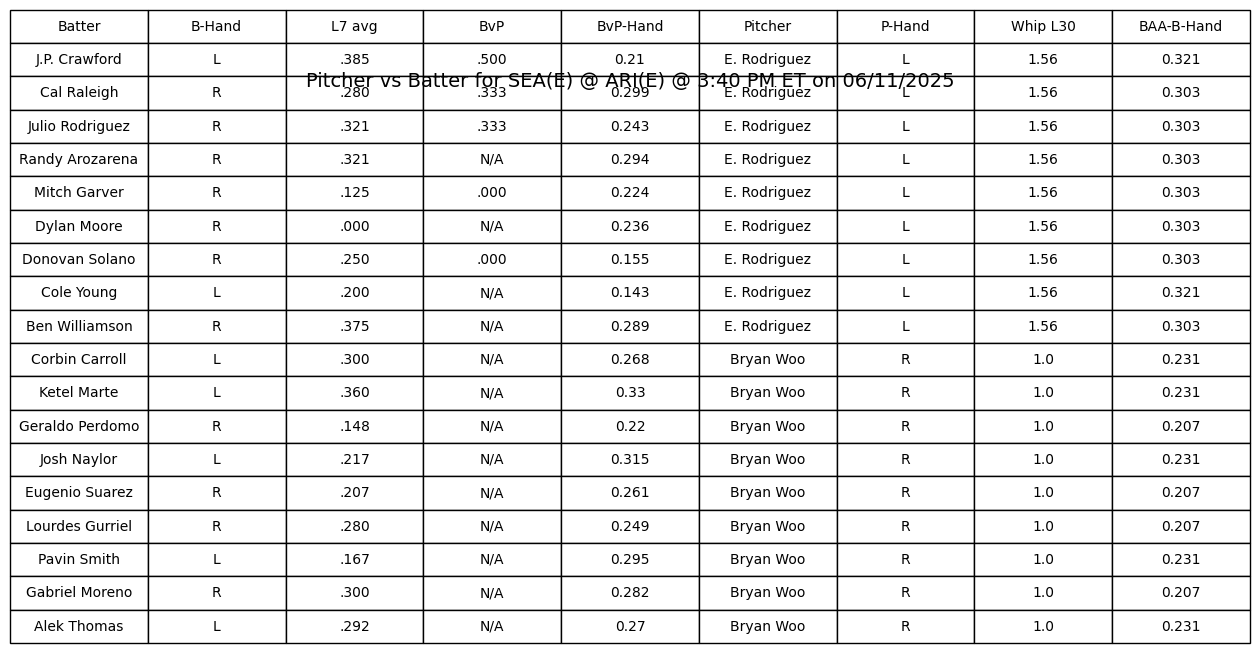 Batter B-Hand L7 avg BvP BvP-Hand Pitcher P-Hand Whip L30 BAA-B-Hand
J.P. Crawford L .385 .500 0.21 E. Rodriguez L 1.56 0.321
Pitcher vs Batter for SEA(E) @ ARI(E) @ 3:40 PM ET on 06/11/2025
Cal Raleigh R .280 .333 0.299 E. Rodriguez L 1.56 0.303
Julio Rodriguez R .321 .333 0.243 E. Rodriguez L 1.56 0.303
Randy Arozarena R .321 N/A 0.294 E. Rodriguez L 1.56 0.303
Mitch Garver R .125 .000 0.224 E. Rodriguez L 1.56 0.303
Dylan Moore R .000 N/A 0.236 E. Rodriguez L 1.56 0.303
Donovan Solano R .250 .000 0.155 E. Rodriguez L 1.56 0.303
Cole Young L .200 N/A 0.143 E. Rodriguez L 1.56 0.321
Ben Williamson R .375 N/A 0.289 E. Rodriguez L 1.56 0.303
Corbin Carroll L .300 N/A 0.268 Bryan Woo R 1.0 0.231
Ketel Marte L .360 N/A 0.33 Bryan Woo R 1.0 0.231
Geraldo Perdomo R .148 N/A 0.22 Bryan Woo R 1.0 0.207
Josh Naylor L .217 N/A 0.315 Bryan Woo R 1.0 0.231
Eugenio Suarez R .207 N/A 0.261 Bryan Woo R 1.0 0.207
Lourdes Gurriel R .280 N/A 0.249 Bryan Woo R 1.0 0.207
Pavin Smith L .167 N/A 0.295 Bryan Woo R 1.0 0.231
Gabriel Moreno R .300 N/A 0.282 Bryan Woo R 1.0 0.207
Alek Thomas L .292 N/A 0.27 Bryan Woo R 1.0 0.231